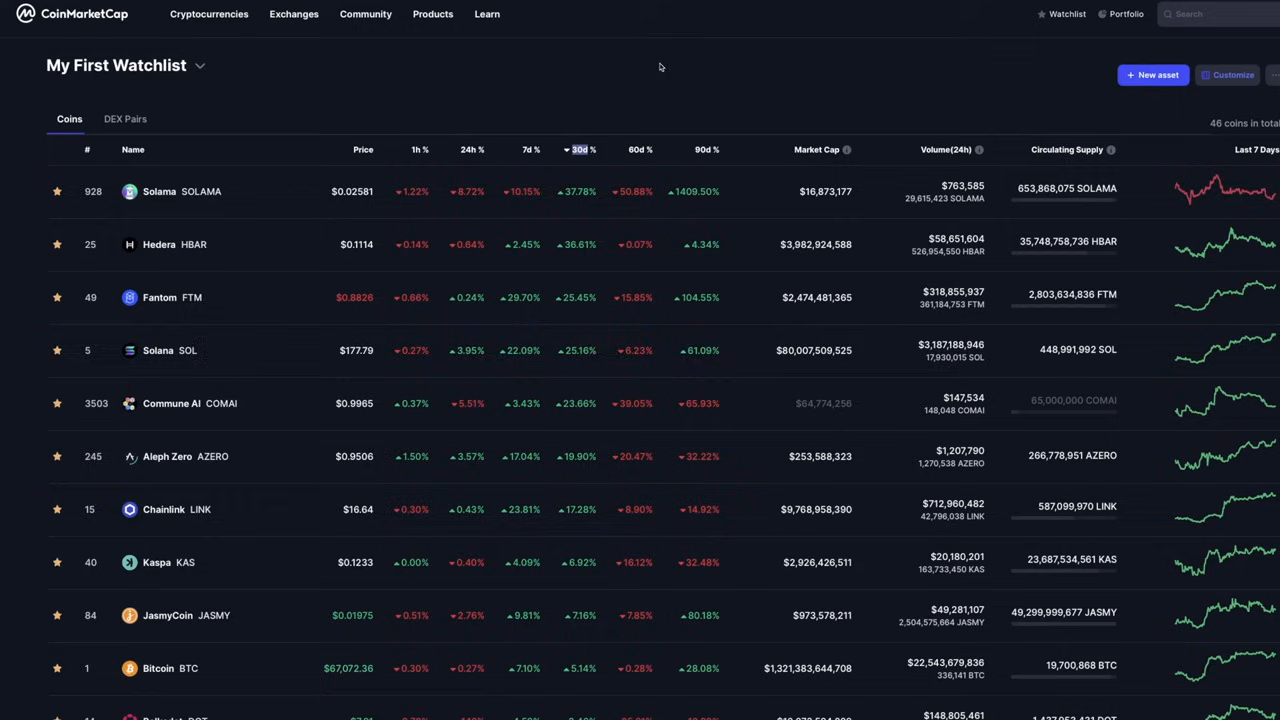 CoinMarketCap Cryptocurrencies Exchanges Community Products Learn Watchlist Portfolio Search
My First Watchlist
+ New asset Customize ...
Coins DEX Pairs
46 coins in total
# Name Price 1h % 24h % 7d % 30d % 60d % 90d % Market Cap Volume(24h) Circulating Supply Last 7 Days
928 Solama SOLAMA $0.02581 1.22% 8.72% 10.15% 37.78% 50.88% 1409.50% $16,873,177 $763,585 653,868,075 SOLAMA
29,615,423 SOLAMA
25 Hedera HBAR $0.1114 0.14% 0.64% 2.45% 36.61% 0.07% 4.34% $3,982,924,588 $58,651,604 35,748,758,736 HBAR
526,954,550 HBAR
49 Fantom FTM $0.8826 0.66% 0.24% 29.70% 25.45% 15.85% 104.55% $2,474,481,365 $318,855,937 2,803,634,836 FTM
361,184,753 FTM
5 Solana SOL $177.79 0.27% 3.95% 22.09% 25.16% 6.23% 61.09% $80,007,509,525 $3,187,188,946 448,991,992 SOL
17,930,015 SOL
3503 Commune AI COMAI $0.9965 0.37% 5.51% 3.43% 23.66% 39.05% 65.93% $64,774,256 $147,534 65,000,000 COMAI
148,048 COMAI
245 Aleph Zero AZERO $0.9506 1.50% 3.57% 17.04% 19.90% 20.47% 32.22% $253,588,323 $1,207,790 266,778,951 AZERO
1,270,538 AZERO
15 Chainlink LINK $16.64 0.30% 0.43% 23.81% 17.28% 8.90% 14.92% $9,768,958,390 $712,960,482 587,099,970 LINK
42,796,038 LINK
40 Kaspa KAS $0.1233 0.00% 0.40% 4.09% 6.92% 16.12% 32.48% $2,926,426,511 $20,180,201 23,687,534,561 KAS
163,733,450 KAS
84 JasmyCoin JASMY $0.01975 0.51% 2.76% 9.81% 7.16% 7.85% 80.18% $973,578,211 $49,281,107 49,299,999,677 JASMY
2,504,575,664 JASMY
1 Bitcoin BTC $67,072.36 0.30% 0.27% 7.10% 5.14% 0.28% 28.08% $1,321,383,644,708 $22,543,679,836 19,700,868 BTC
336,141 BTC
$148,805,461